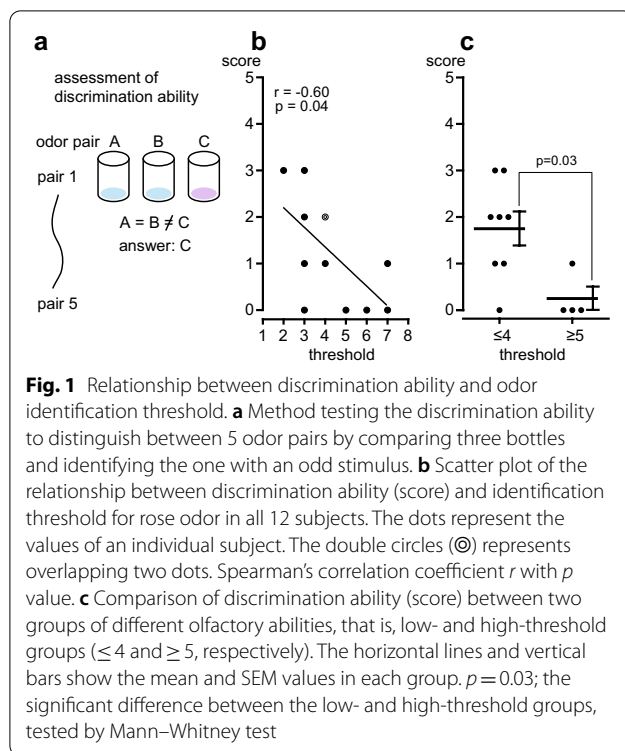 a
assessment of
discrimination ability
odor pair A B C
pair 1
A = B ≠ C
answer: C
pair 5
b
score
5
4
3
2
1
0
r = -0.60
p = 0.04
1 2 3 4 5 6 7 8
threshold
c
score
5
4
3
2
1
0
p=0.03
≤4 ≥5
threshold
Fig. 1 Relationship between discrimination ability and odor
identification threshold. a Method testing the discrimination ability
to distinguish between 5 odor pairs by comparing three bottles
and identifying the one with an odd stimulus. b Scatter plot of the
relationship between discrimination ability (score) and identification
threshold for rose odor in all 12 subjects. The dots represent the
values of an individual subject. The double circles (◎) represents
overlapping two dots. Spearman's correlation coefficient r with p
value. c Comparison of discrimination ability (score) between two
groups of different olfactory abilities, that is, low- and high-threshold
groups (≤ 4 and ≥ 5, respectively). The horizontal lines and vertical
bars show the mean and SEM values in each group. p = 0.03; the
significant difference between the low- and high-threshold groups,
tested by Mann–Whitney test